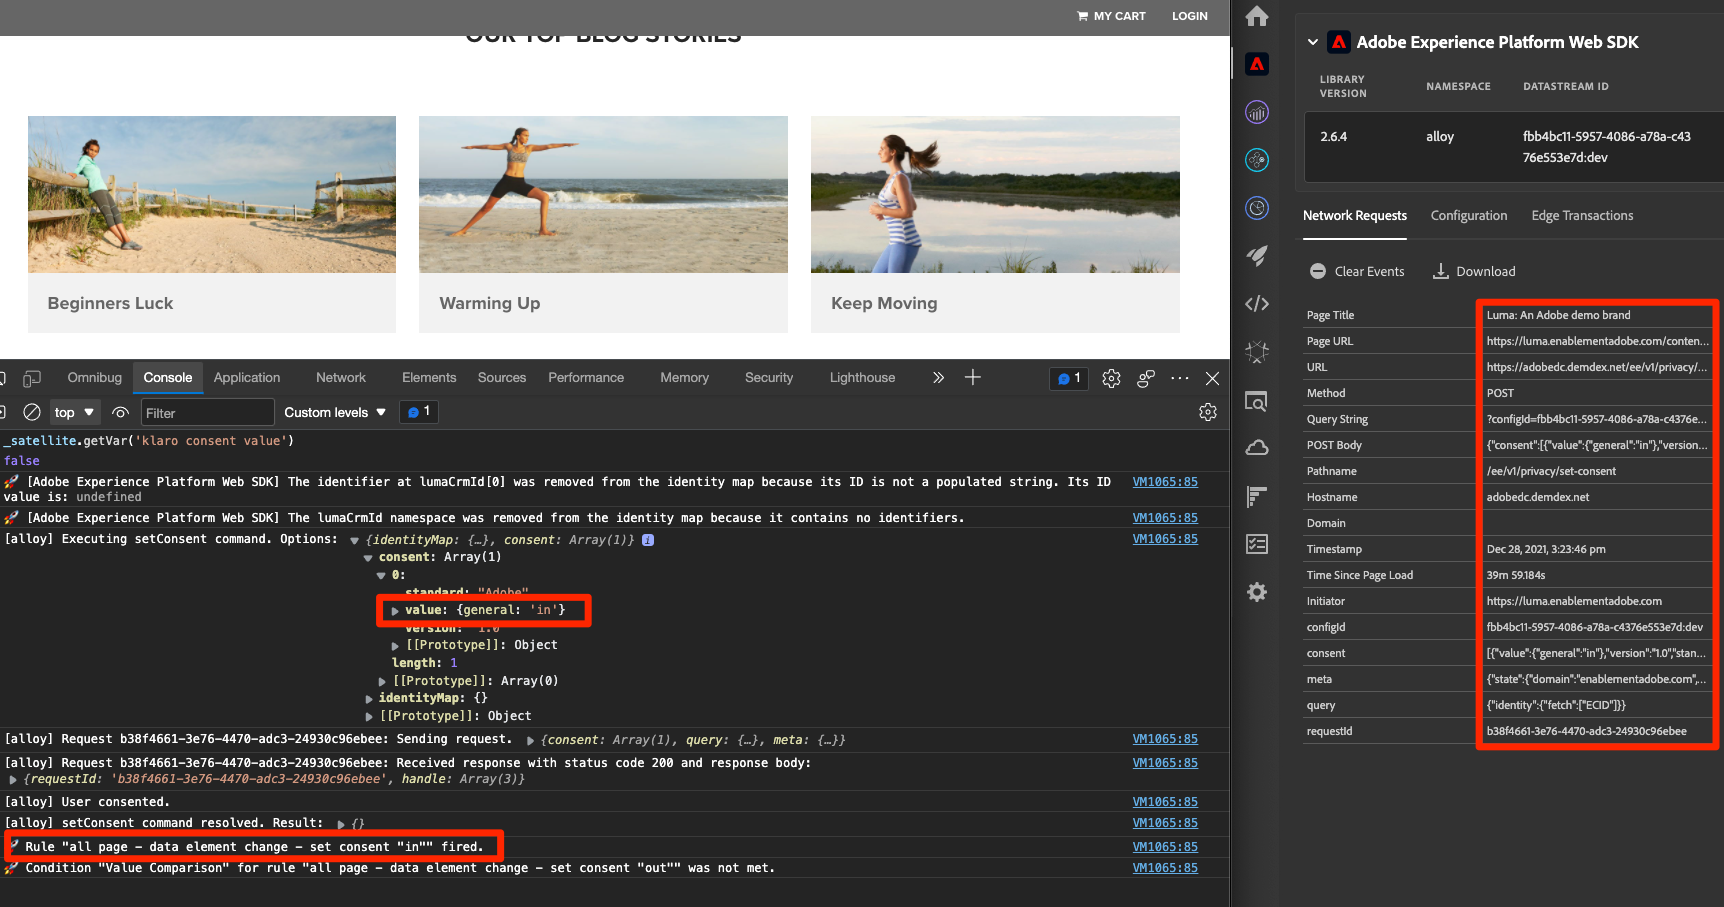 MY CART
LOGIN
OUR TOP BLOG STORIES
Beginners Luck
Warming Up
Keep Moving
Omnibug
Console
Application
Network
Elements
Sources
Performance
Memory
Security
Lighthouse
1
top
Filter
Custom levels
1
_satellite.getVar('klaro consent value')
false
[Adobe Experience Platform Web SDK] The identifier at lumaCrmId[0] was removed from the identity map because its ID is not a populated string. Its ID VM1065:85
value is: undefined
[Adobe Experience Platform Web SDK] The lumaCrmId namespace was removed from the identity map because it contains no identifiers. VM1065:85
[alloy] Executing setConsent command. Options: {identityMap: {…}, consent: Array(1)} VM1065:85
consent: Array(1)
0:
standard: "Adobe"
value: {general: 'in'}
version: "1.0"
[[Prototype]]: Object
length: 1
[[Prototype]]: Array(0)
identityMap: {}
[[Prototype]]: Object
[alloy] Request b38f4661-3e76-4470-adc3-24930c96ebee: Sending request. {consent: Array(1), query: {…}, meta: {…}} VM1065:85
[alloy] Request b38f4661-3e76-4470-adc3-24930c96ebee: Received response with status code 200 and response body: VM1065:85
{requestId: 'b38f4661-3e76-4470-adc3-24930c96ebee', handle: Array(3)}
[alloy] User consented. VM1065:85
[alloy] setConsent command resolved. Result: {} VM1065:85
Rule "all page - data element change - set consent "in"" fired. VM1065:85
Condition "Value Comparison" for rule "all page - data element change - set consent "out"" was not met. VM1065:85
Adobe Experience Platform Web SDK
LIBRARY
VERSION
NAMESPACE
DATASTREAM ID
2.6.4
alloy
fbb4bc11-5957-4086-a78a-c43
76e553e7d:dev
Network Requests
Configuration
Edge Transactions
Clear Events
Download
Page Title Luma: An Adobe demo brand
Page URL https://luma.enablementadobe.com/conten...
URL https://adobedc.demdex.net/ee/v1/privacy/...
Method POST
Query String ?configId=fbb4bc11-5957-4086-a78a-c4376e...
POST Body {"consent":[{"value":{"general":"in"},"version...
Pathname /ee/v1/privacy/set-consent
Hostname adobedc.demdex.net
Domain
Timestamp Dec 28, 2021, 3:23:46 pm
Time Since Page Load 39m 59.184s
Initiator https://luma.enablementadobe.com
configId fbb4bc11-5957-4086-a78a-c4376e553e7d:dev
consent [{"value":{"general":"in"},"version":"1.0","stan...
meta {"state":{"domain":"enablementadobe.com",...
query {"identity":{"fetch":["ECID"]}}
requestId b38f4661-3e76-4470-adc3-24930c96ebee